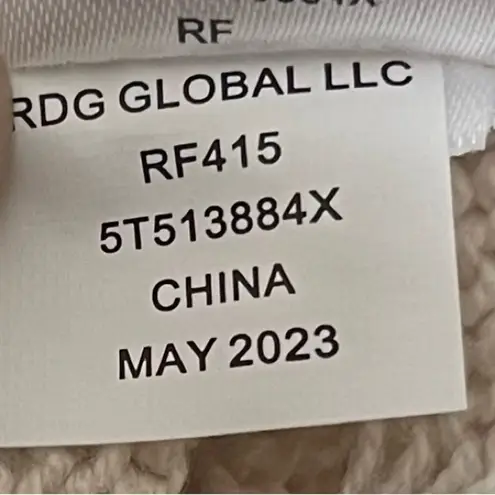 RF
RDG GLOBAL LLC
RF415
5T513884X
CHINA
MAY 2023